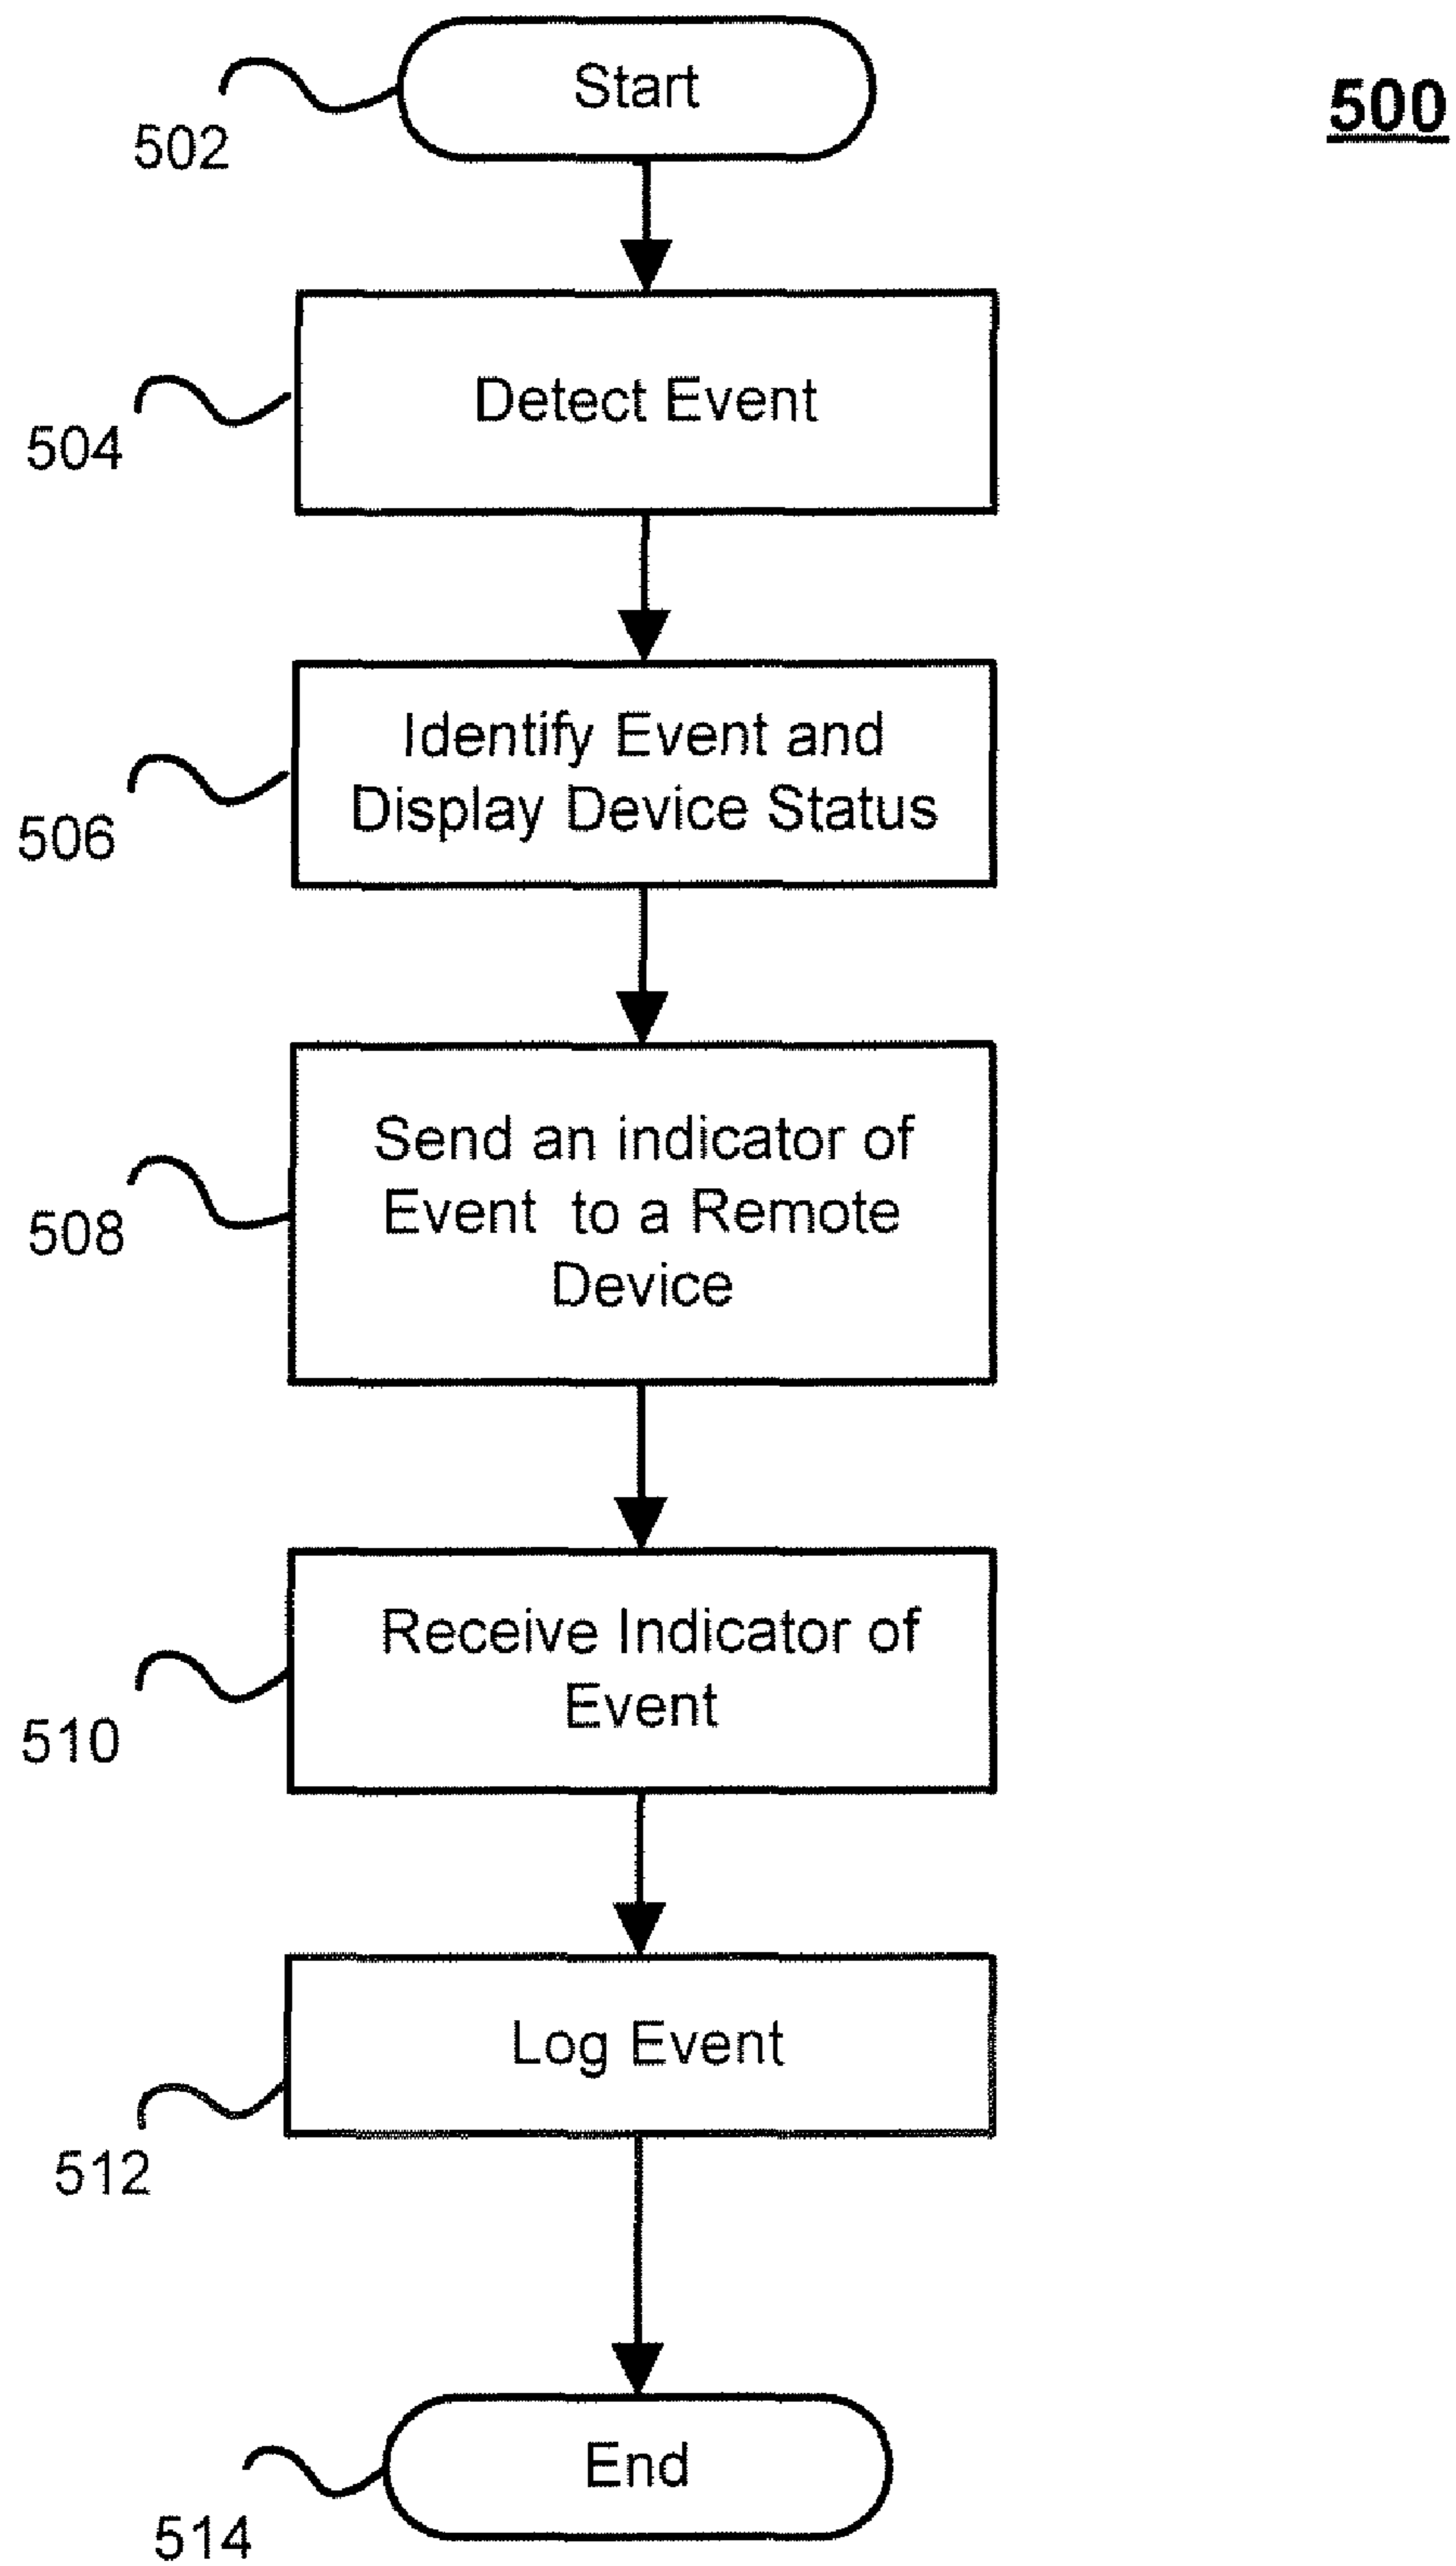 Start
500
502
Detect Event
504
Identify Event and
Display Device Status
506
Send an indicator of
Event to a Remote
Device
508
Receive Indicator of
Event
510
Log Event
512
End
514